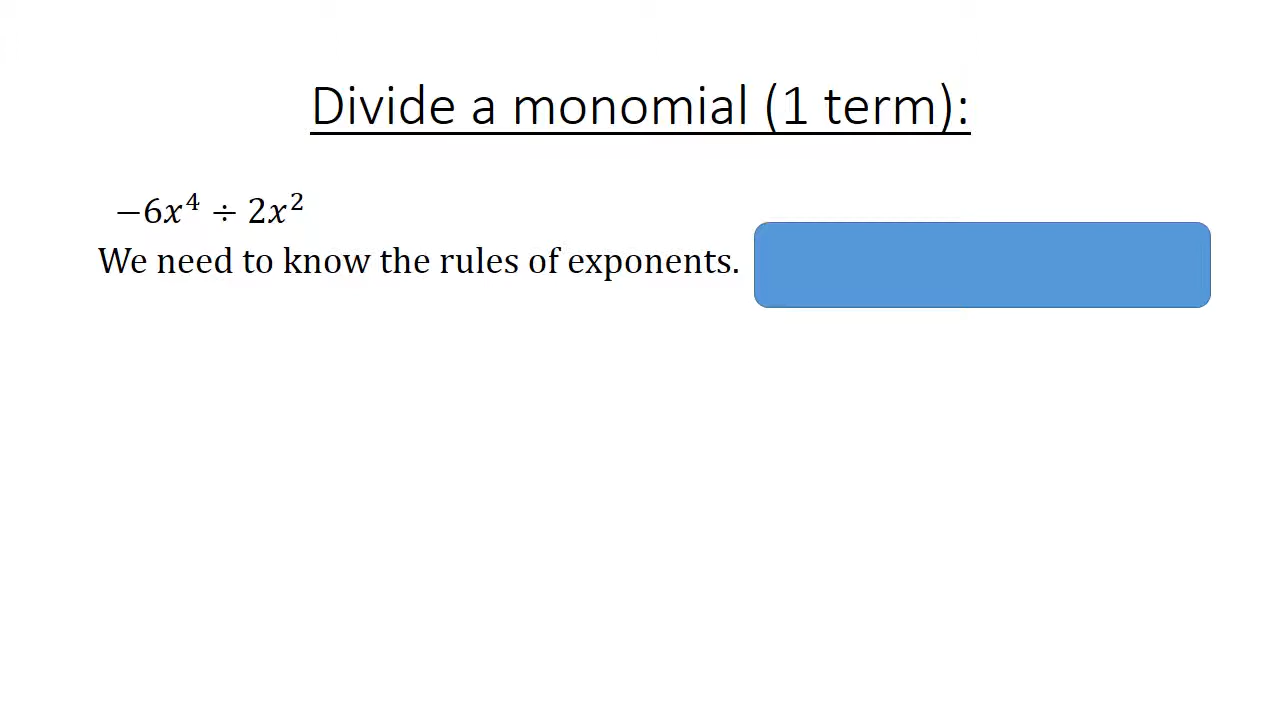 Divide a monomial (1 term):
−6𝑥⁴ ÷ 2𝑥²
We need to know the rules of exponents.